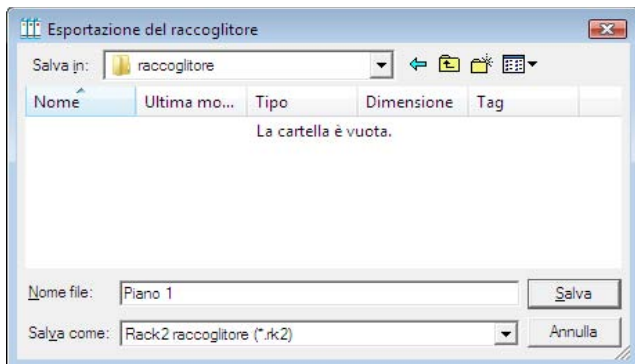 Esportazione del raccoglitore
Salva in: raccoglitore
Nome Ultima mo... Tipo Dimensione Tag
La cartella è vuota.
Nome file: Piano 1 Salva
Salva come: Rack2 raccoglitore (*.rk2) Annulla